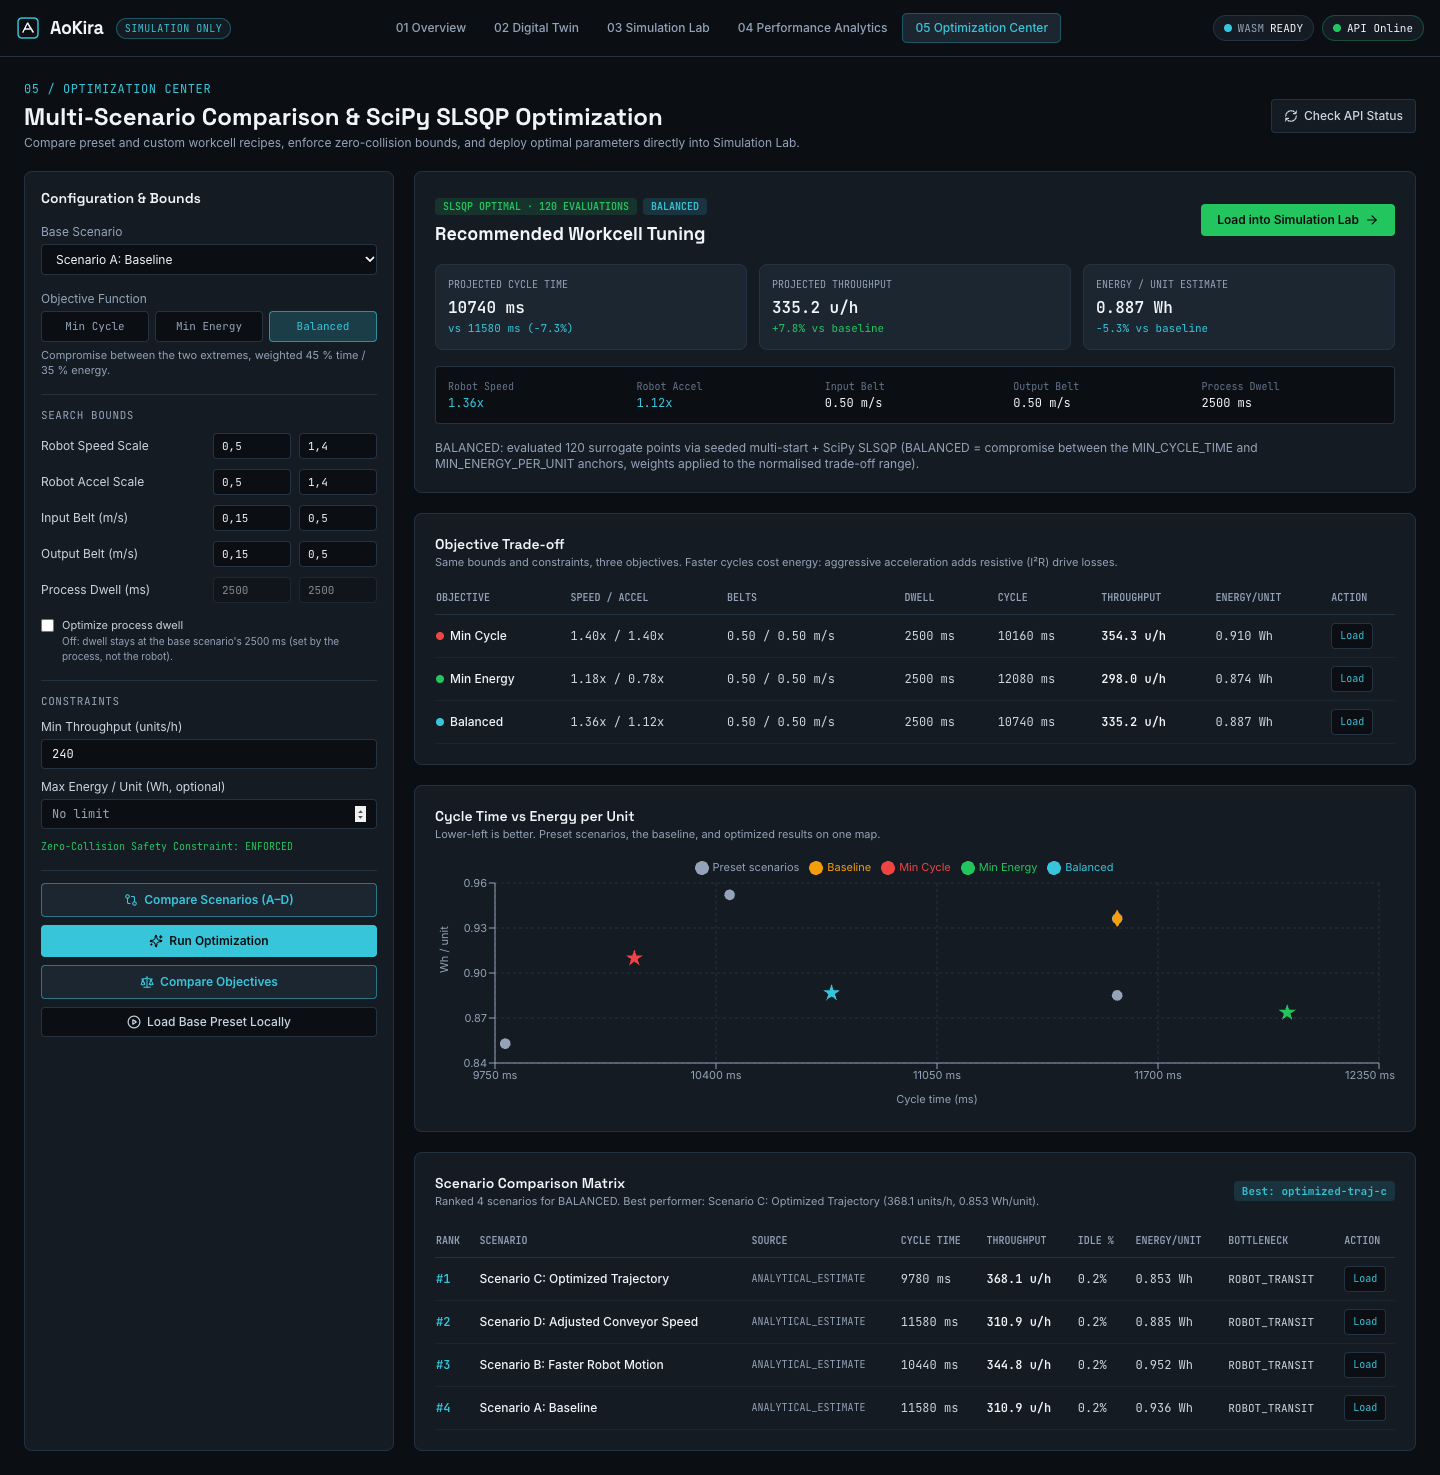 AoKira
SIMULATION ONLY
01 Overview
02 Digital Twin
03 Simulation Lab
04 Performance Analytics
05 Optimization Center
WASM READY
API Online
05 / OPTIMIZATION CENTER
Multi-Scenario Comparison & SciPy SLSQP Optimization
Compare preset and custom workcell recipes, enforce zero-collision bounds, and deploy optimal parameters directly into Simulation Lab.
Check API Status
Configuration & Bounds
Base Scenario
Scenario A: Baseline
Objective Function
Min Cycle
Min Energy
Balanced
Compromise between the two extremes, weighted 45 % time /
35 % energy.
SEARCH BOUNDS
Robot Speed Scale 0,5 1,4
Robot Accel Scale 0,5 1,4
Input Belt (m/s) 0,15 0,5
Output Belt (m/s) 0,15 0,5
Process Dwell (ms) 2500 2500
Optimize process dwell
Off: dwell stays at the base scenario's 2500 ms (set by the
process, not the robot).
CONSTRAINTS
Min Throughput (units/h)
240
Max Energy / Unit (Wh, optional)
No limit
Zero-Collision Safety Constraint: ENFORCED
Compare Scenarios (A–D)
Run Optimization
Compare Objectives
Load Base Preset Locally
SLSQP OPTIMAL · 120 EVALUATIONS
BALANCED
Recommended Workcell Tuning
Load into Simulation Lab →
PROJECTED CYCLE TIME
10740 ms
vs 11580 ms (-7.3%)
PROJECTED THROUGHPUT
335.2 u/h
+7.8% vs baseline
ENERGY / UNIT ESTIMATE
0.887 Wh
-5.3% vs baseline
Robot Speed
1.36x
Robot Accel
1.12x
Input Belt
0.50 m/s
Output Belt
0.50 m/s
Process Dwell
2500 ms
BALANCED: evaluated 120 surrogate points via seeded multi-start + SciPy SLSQP (BALANCED = compromise between the MIN_CYCLE_TIME and
MIN_ENERGY_PER_UNIT anchors, weights applied to the normalised trade-off range).
Objective Trade-off
Same bounds and constraints, three objectives. Faster cycles cost energy: aggressive acceleration adds resistive (I²R) drive losses.
OBJECTIVE SPEED / ACCEL BELTS DWELL CYCLE THROUGHPUT ENERGY/UNIT ACTION
Min Cycle 1.40x / 1.40x 0.50 / 0.50 m/s 2500 ms 10160 ms 354.3 u/h 0.910 Wh Load
Min Energy 1.18x / 0.78x 0.50 / 0.50 m/s 2500 ms 12080 ms 298.0 u/h 0.874 Wh Load
Balanced 1.36x / 1.12x 0.50 / 0.50 m/s 2500 ms 10740 ms 335.2 u/h 0.887 Wh Load
Cycle Time vs Energy per Unit
Lower-left is better. Preset scenarios, the baseline, and optimized results on one map.
Preset scenarios Baseline Min Cycle Min Energy Balanced
Wh / unit
0.96
0.93
0.90
0.87
0.84
9750 ms 10400 ms 11050 ms 11700 ms 12350 ms
Cycle time (ms)
Scenario Comparison Matrix
Ranked 4 scenarios for BALANCED. Best performer: Scenario C: Optimized Trajectory (368.1 units/h, 0.853 Wh/unit).
Best: optimized-traj-c
RANK SCENARIO SOURCE CYCLE TIME THROUGHPUT IDLE % ENERGY/UNIT BOTTLENECK ACTION
#1 Scenario C: Optimized Trajectory ANALYTICAL_ESTIMATE 9780 ms 368.1 u/h 0.2% 0.853 Wh ROBOT_TRANSIT Load
#2 Scenario D: Adjusted Conveyor Speed ANALYTICAL_ESTIMATE 11580 ms 310.9 u/h 0.2% 0.885 Wh ROBOT_TRANSIT Load
#3 Scenario B: Faster Robot Motion ANALYTICAL_ESTIMATE 10440 ms 344.8 u/h 0.2% 0.952 Wh ROBOT_TRANSIT Load
#4 Scenario A: Baseline ANALYTICAL_ESTIMATE 11580 ms 310.9 u/h 0.2% 0.936 Wh ROBOT_TRANSIT Load